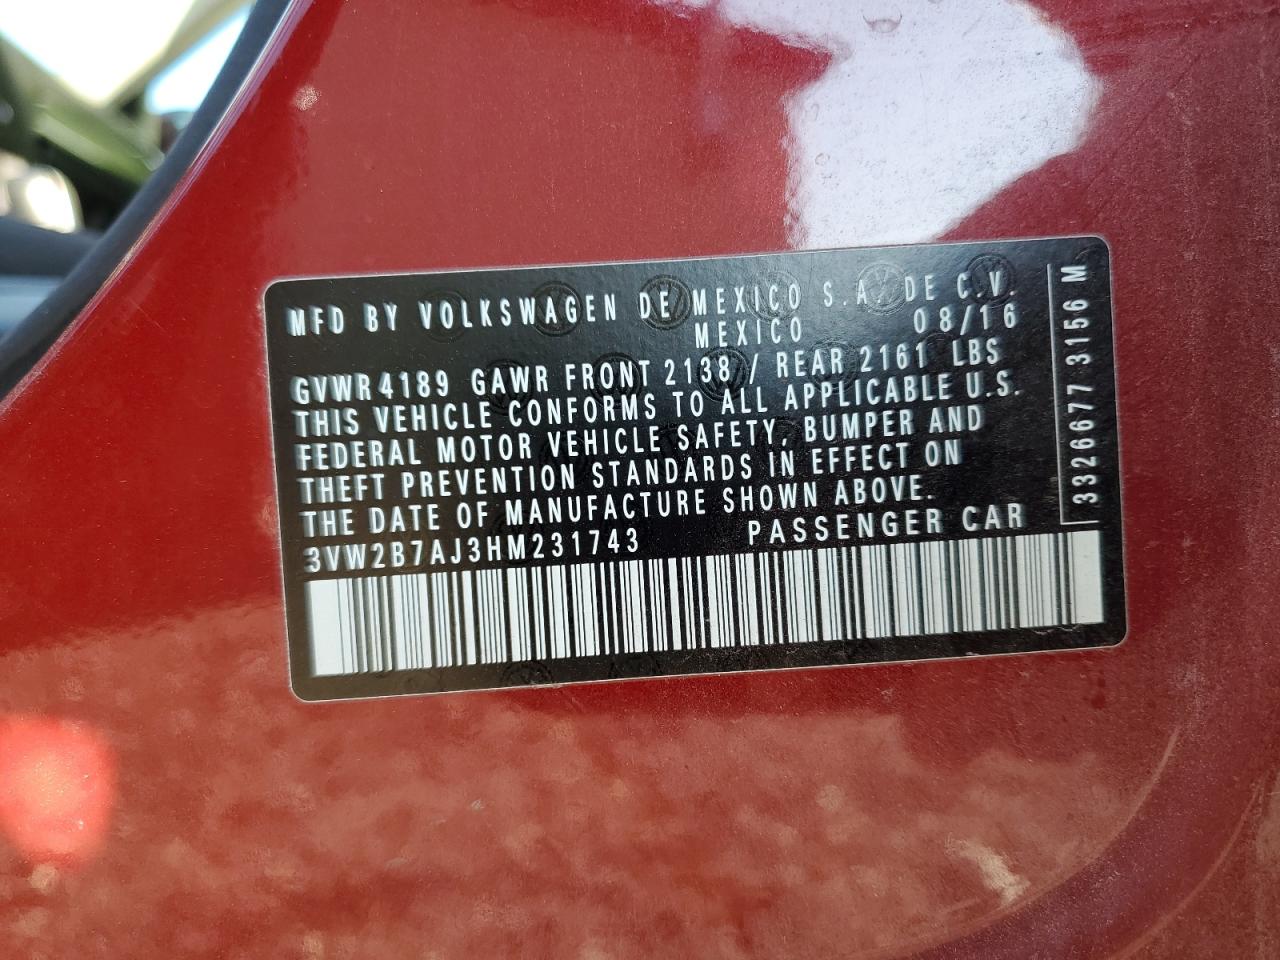 MFD BY VOLKSWAGEN DE MEXICO S.A. DE C.V.
MEXICO 08/16
GVWR 4189 GAWR FRONT 2138 / REAR 2161 LBS
THIS VEHICLE CONFORMS TO ALL APPLICABLE U.S.
FEDERAL MOTOR VEHICLE SAFETY, BUMPER AND
THEFT PREVENTION STANDARDS IN EFFECT ON
THE DATE OF MANUFACTURE SHOWN ABOVE.
3VW2B7AJ3HM231743 PASSENGER CAR
3326677 3156 M